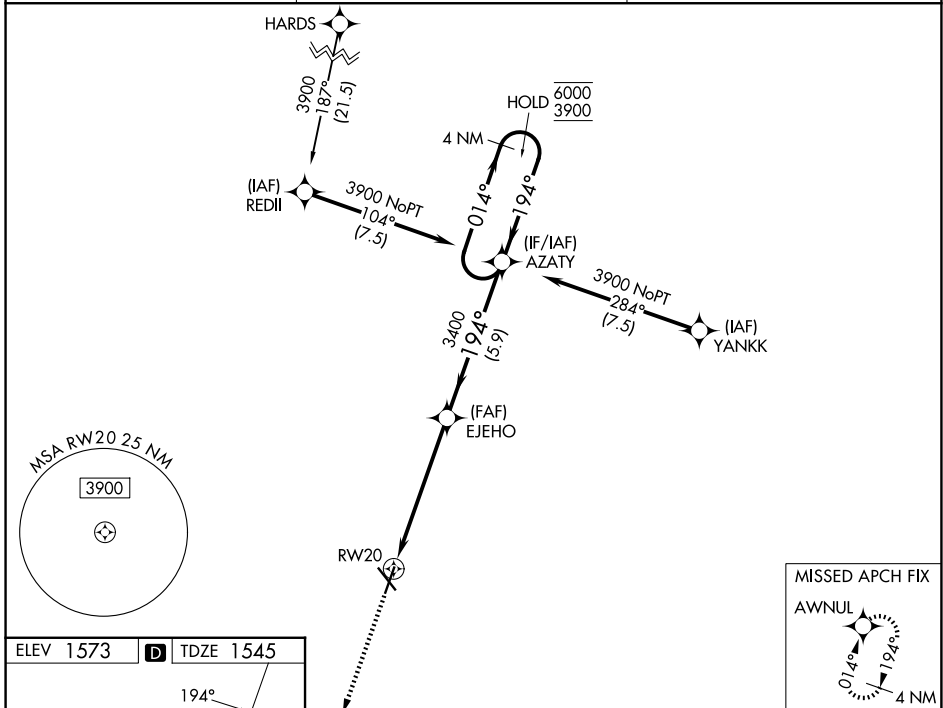 HARDS
3900
187°
(21.5)
HOLD
6000
3900
4 NM
014°
194°
(IAF)
REDII
3900 NoPT
104°
(7.5)
(IF/IAF)
AZATY
3900 NoPT
284°
(7.5)
(IAF)
YANKK
3400
194°
(5.9)
(FAF)
EJEHO
MSA RW20 25 NM
3900
RW20
MISSED APCH FIX
AWNUL
014°
194°
4 NM
ELEV 1573 D TDZE 1545
194°